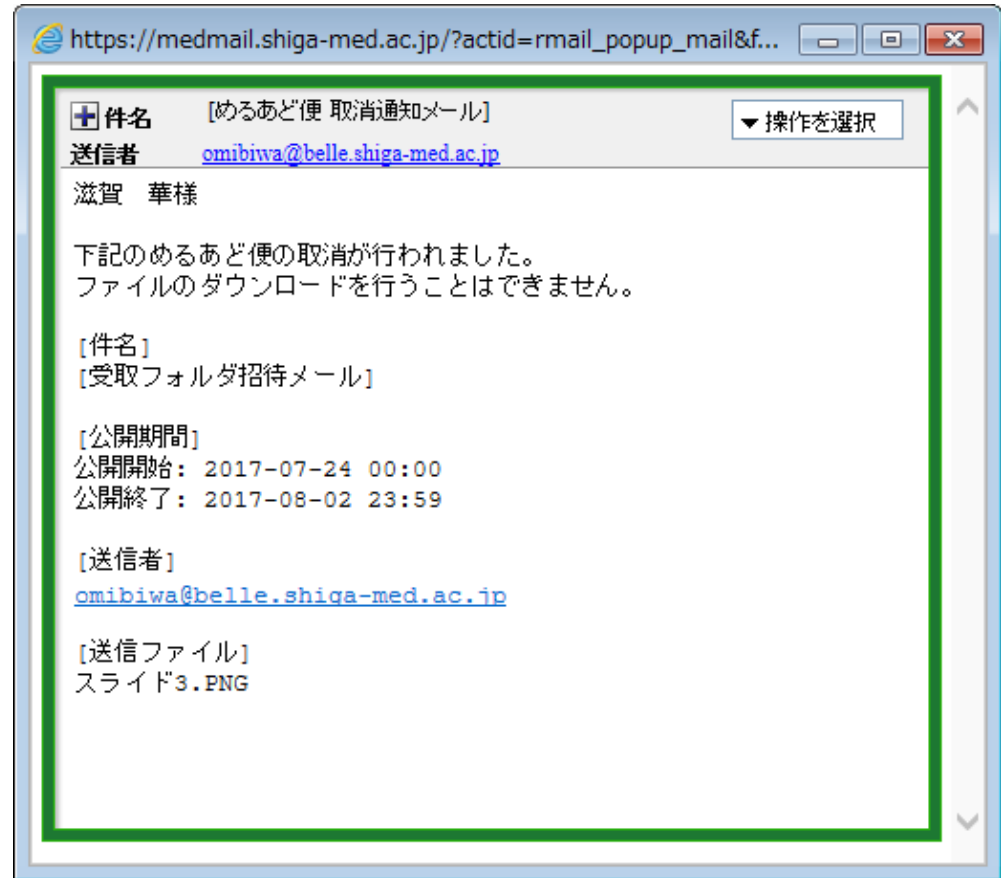 https://medmail.shiga-med.ac.jp/?actid=rmail_popup_mail&f...
件名 [めるあど便 取消通知メール]
▼操作を選択
送信者 omibiwa@belle.shiga-med.ac.jp
滋賀　華様
下記のめるあど便の取消が行われました。
ファイルのダウンロードを行うことはできません。
[件名]
[受取フォルダ招待メール]
[公開期間]
公開開始: 2017-07-24 00:00
公開終了: 2017-08-02 23:59
[送信者]
omibiwa@belle.shiga-med.ac.jp
[送信ファイル]
スライド3.PNG